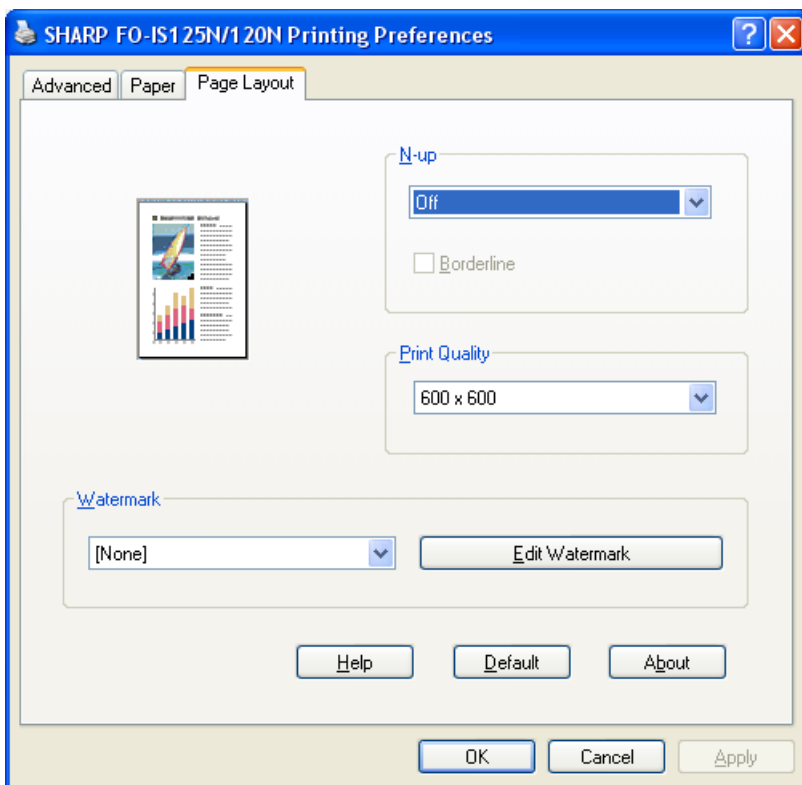 SHARP FO-IS125N/120N Printing Preferences
Advanced Paper Page Layout
N-up
Off
Borderline
Print Quality
600 x 600
Watermark
[None] Edit Watermark
Help Default About
OK Cancel Apply